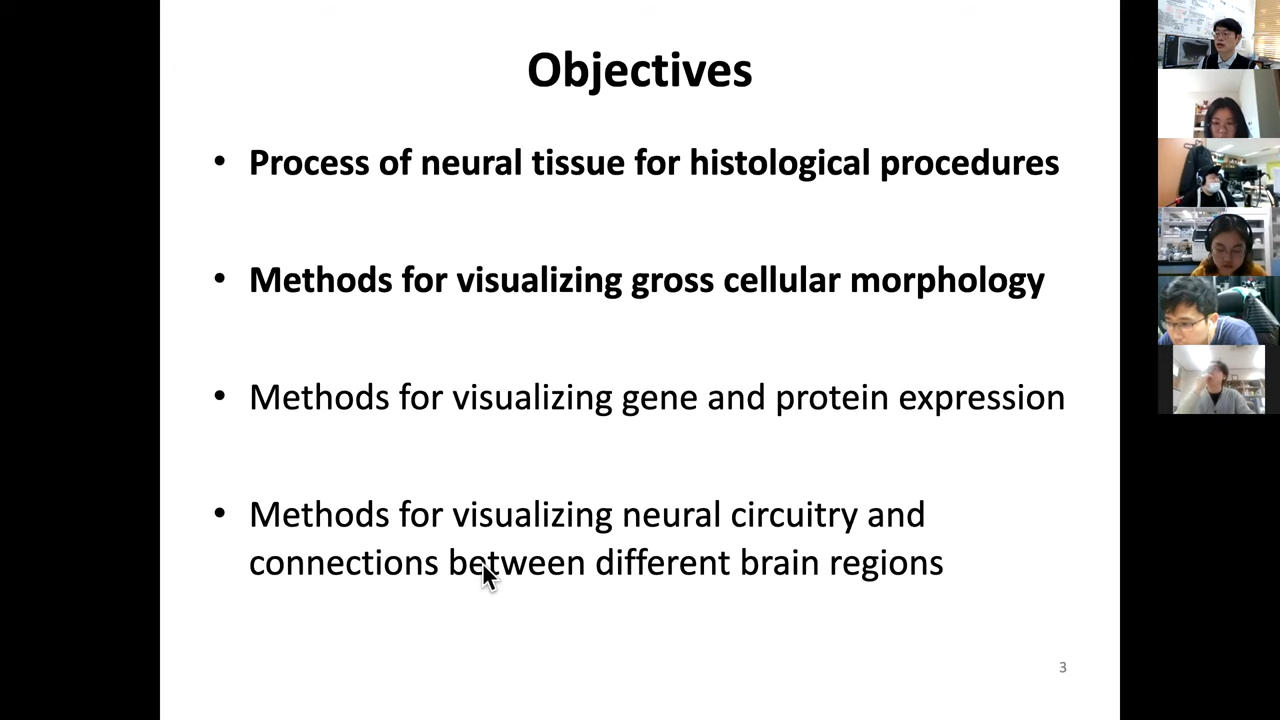 Objectives
• Process of neural tissue for histological procedures
• Methods for visualizing gross cellular morphology
• Methods for visualizing gene and protein expression
• Methods for visualizing neural circuitry and
connections between different brain regions
3